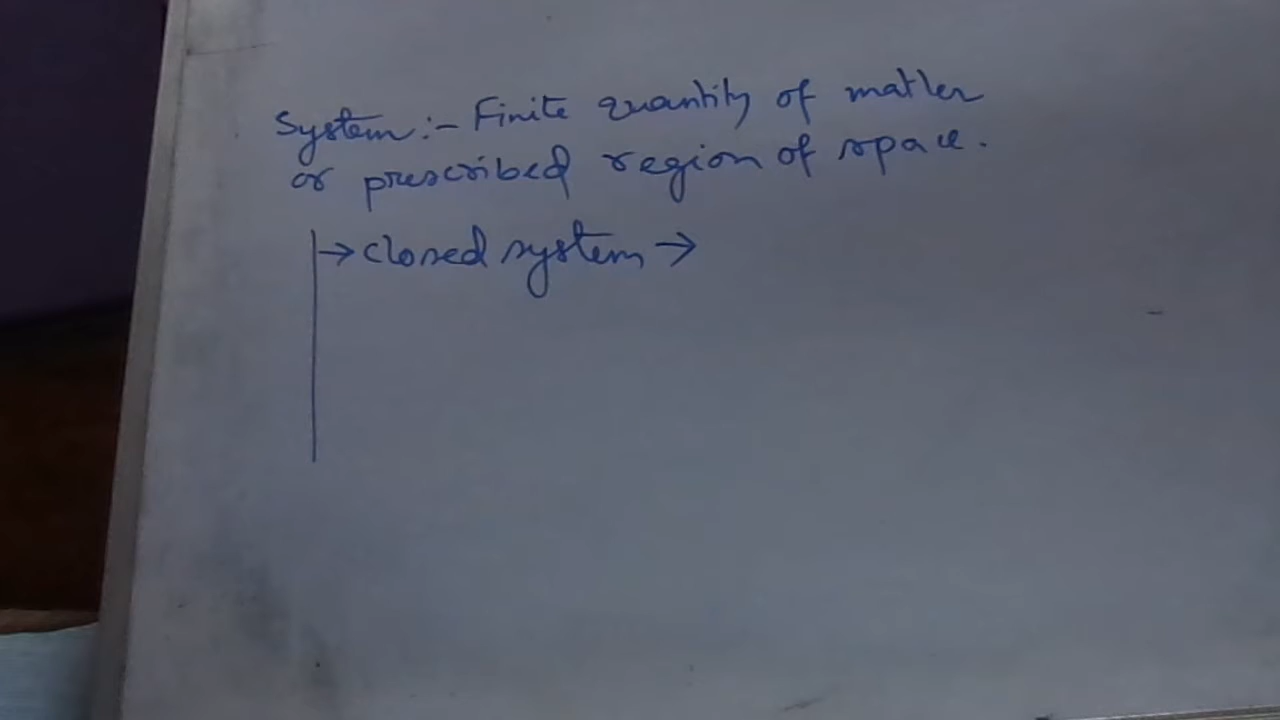 System:- Finite quantity of matter
or prescribed region of space.
→ closed system →